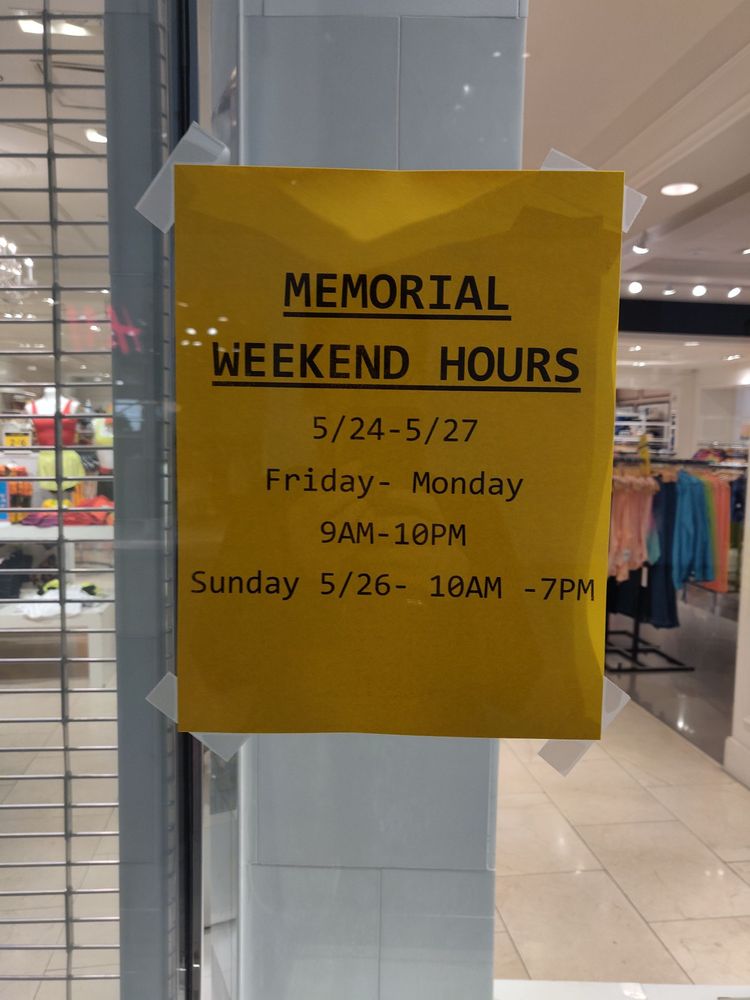 MEMORIAL
WEEKEND HOURS
5/24-5/27
Friday- Monday
9AM-10PM
Sunday 5/26- 10AM -7PM